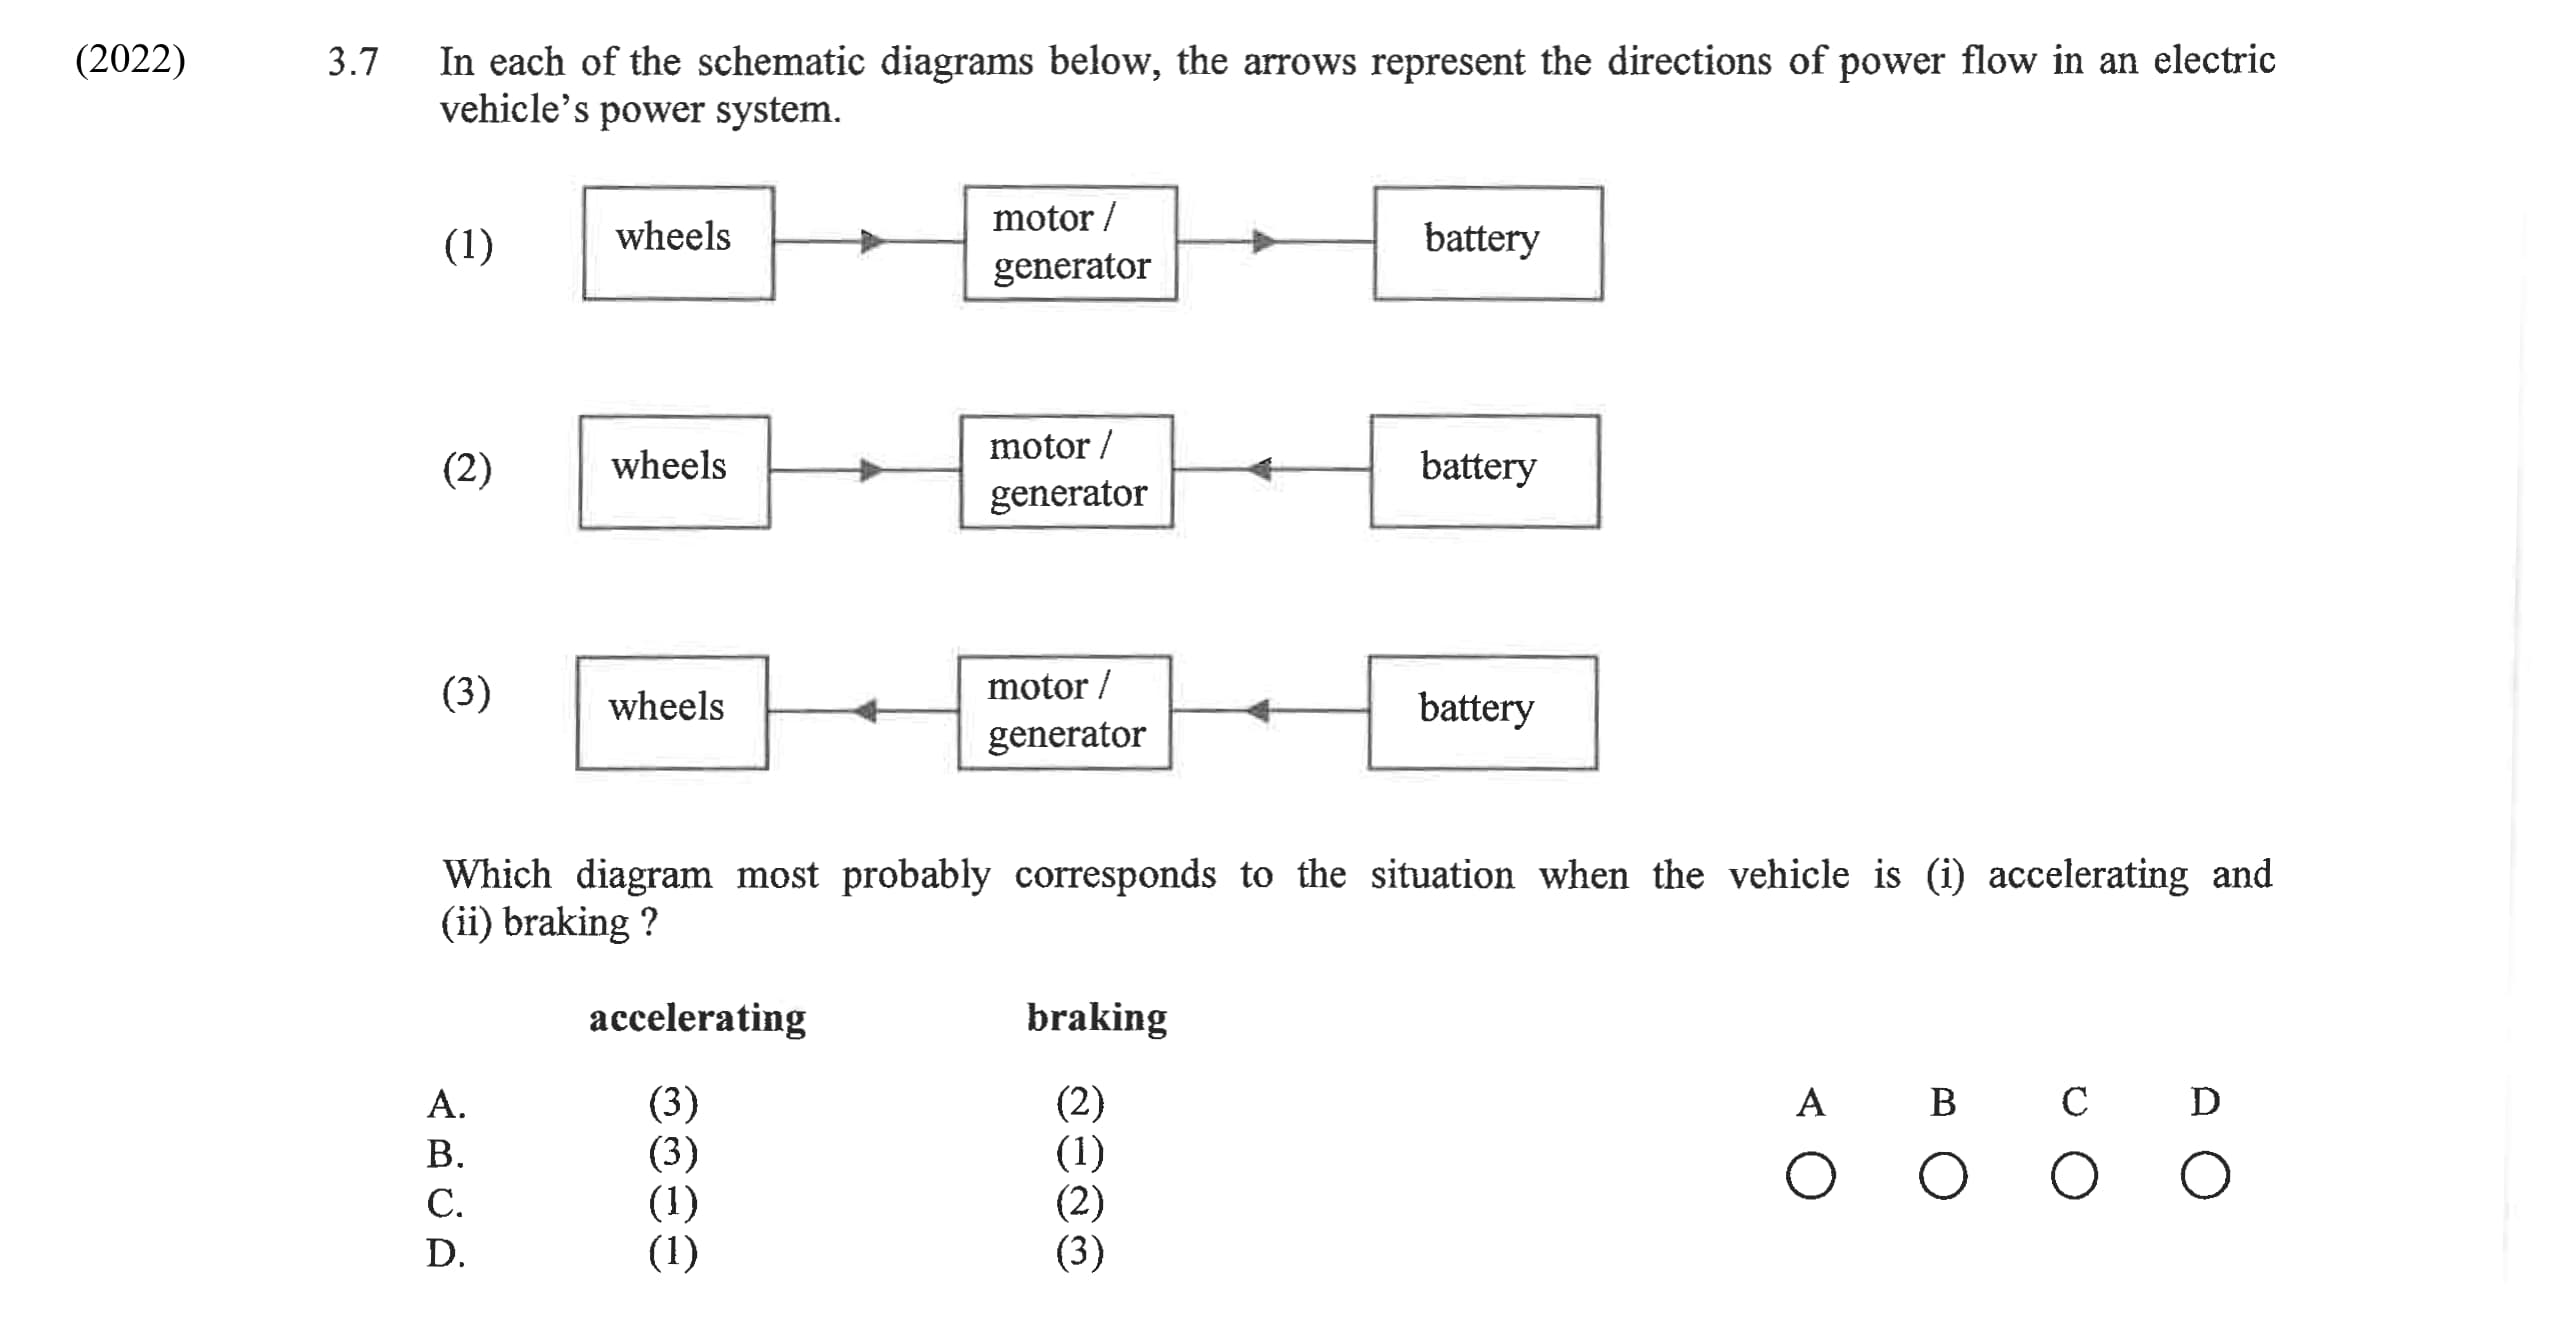 (2022) 3.7 In each of the schematic diagrams below, the arrows represent the directions of power flow in an electric
vehicle's power system.
(1) wheels motor / generator battery
(2) wheels motor / generator battery
(3) wheels motor / generator battery
Which diagram most probably corresponds to the situation when the vehicle is (i) accelerating and
(ii) braking ?
accelerating braking
A. (3) (2) A B C D
B. (3) (1)
C. (1) (2)
D. (1) (3)